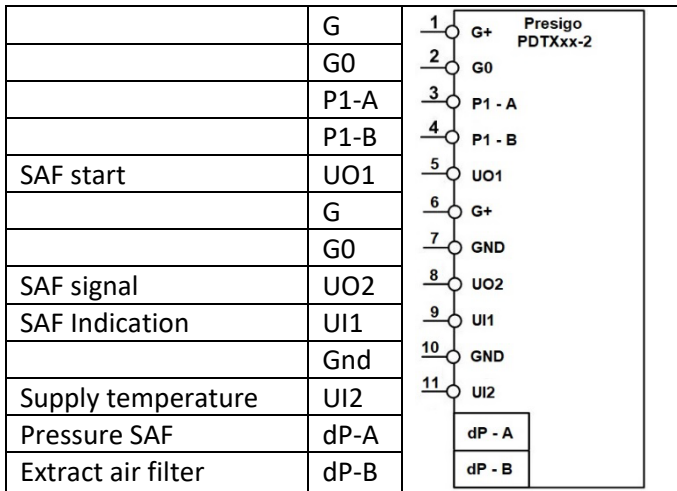 G
G0
P1-A
P1-B
SAF start UO1
G
G0
SAF signal UO2
SAF Indication UI1
Gnd
Supply temperature UI2
Pressure SAF dP-A
Extract air filter dP-B
Presigo
PDTXxx-2
1 G+
2 G0
3 P1 - A
4 P1 - B
5 UO1
6 G+
7 GND
8 UO2
9 UI1
10 GND
11 UI2
dP - A
dP - B